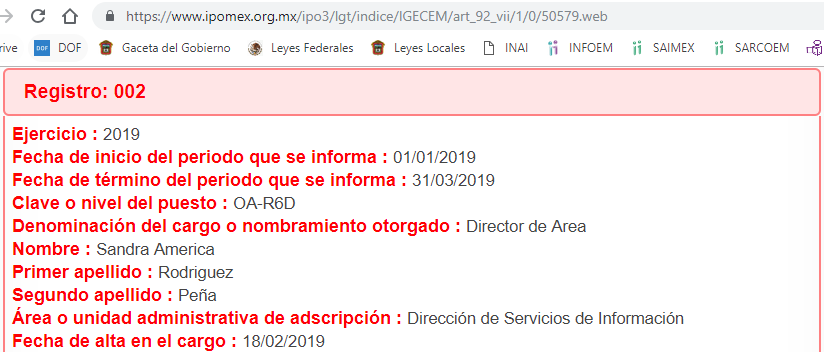 https://www.ipomex.org.mx/ipo3/lgt/indice/IGECEM/art_92_vii/1/0/50579.web
rive DOF DOF Gaceta del Gobierno Leyes Federales Leyes Locales INAI INFOEM SAIMEX SARCOEM
Registro: 002
Ejercicio : 2019
Fecha de inicio del periodo que se informa : 01/01/2019
Fecha de término del periodo que se informa : 31/03/2019
Clave o nivel del puesto : OA-R6D
Denominación del cargo o nombramiento otorgado : Director de Area
Nombre : Sandra America
Primer apellido : Rodriguez
Segundo apellido : Peña
Área o unidad administrativa de adscripción : Dirección de Servicios de Información
Fecha de alta en el cargo : 18/02/2019